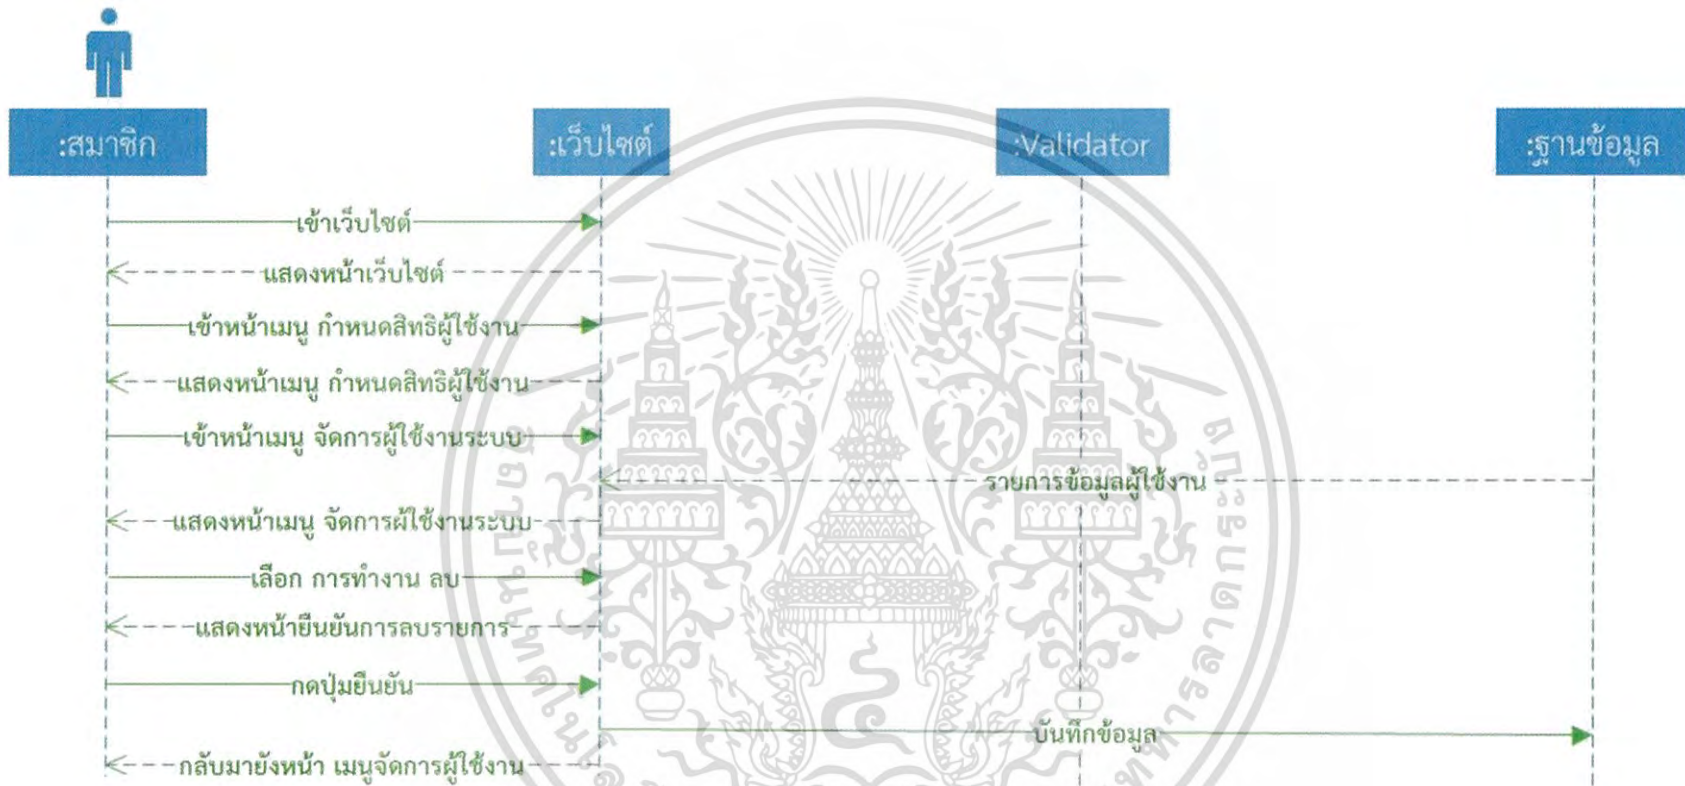 :สมาชิก
:เว็บไซต์
:Validator
:ฐานข้อมูล
เข้าเว็บไซต์
แสดงหน้าเว็บไซต์
เข้าหน้าเมนู กำหนดสิทธิผู้ใช้งาน
แสดงหน้าเมนู กำหนดสิทธิผู้ใช้งาน
เข้าหน้าเมนู จัดการผู้ใช้งานระบบ
รายการข้อมูลผู้ใช้งาน
แสดงหน้าเมนู จัดการผู้ใช้งานระบบ
เลือก การทำงาน ลบ
แสดงหน้ายืนยันการลบรายการ
กดปุ่มยืนยัน
บันทึกข้อมูล
กลับมายังหน้า เมนูจัดการผู้ใช้งาน